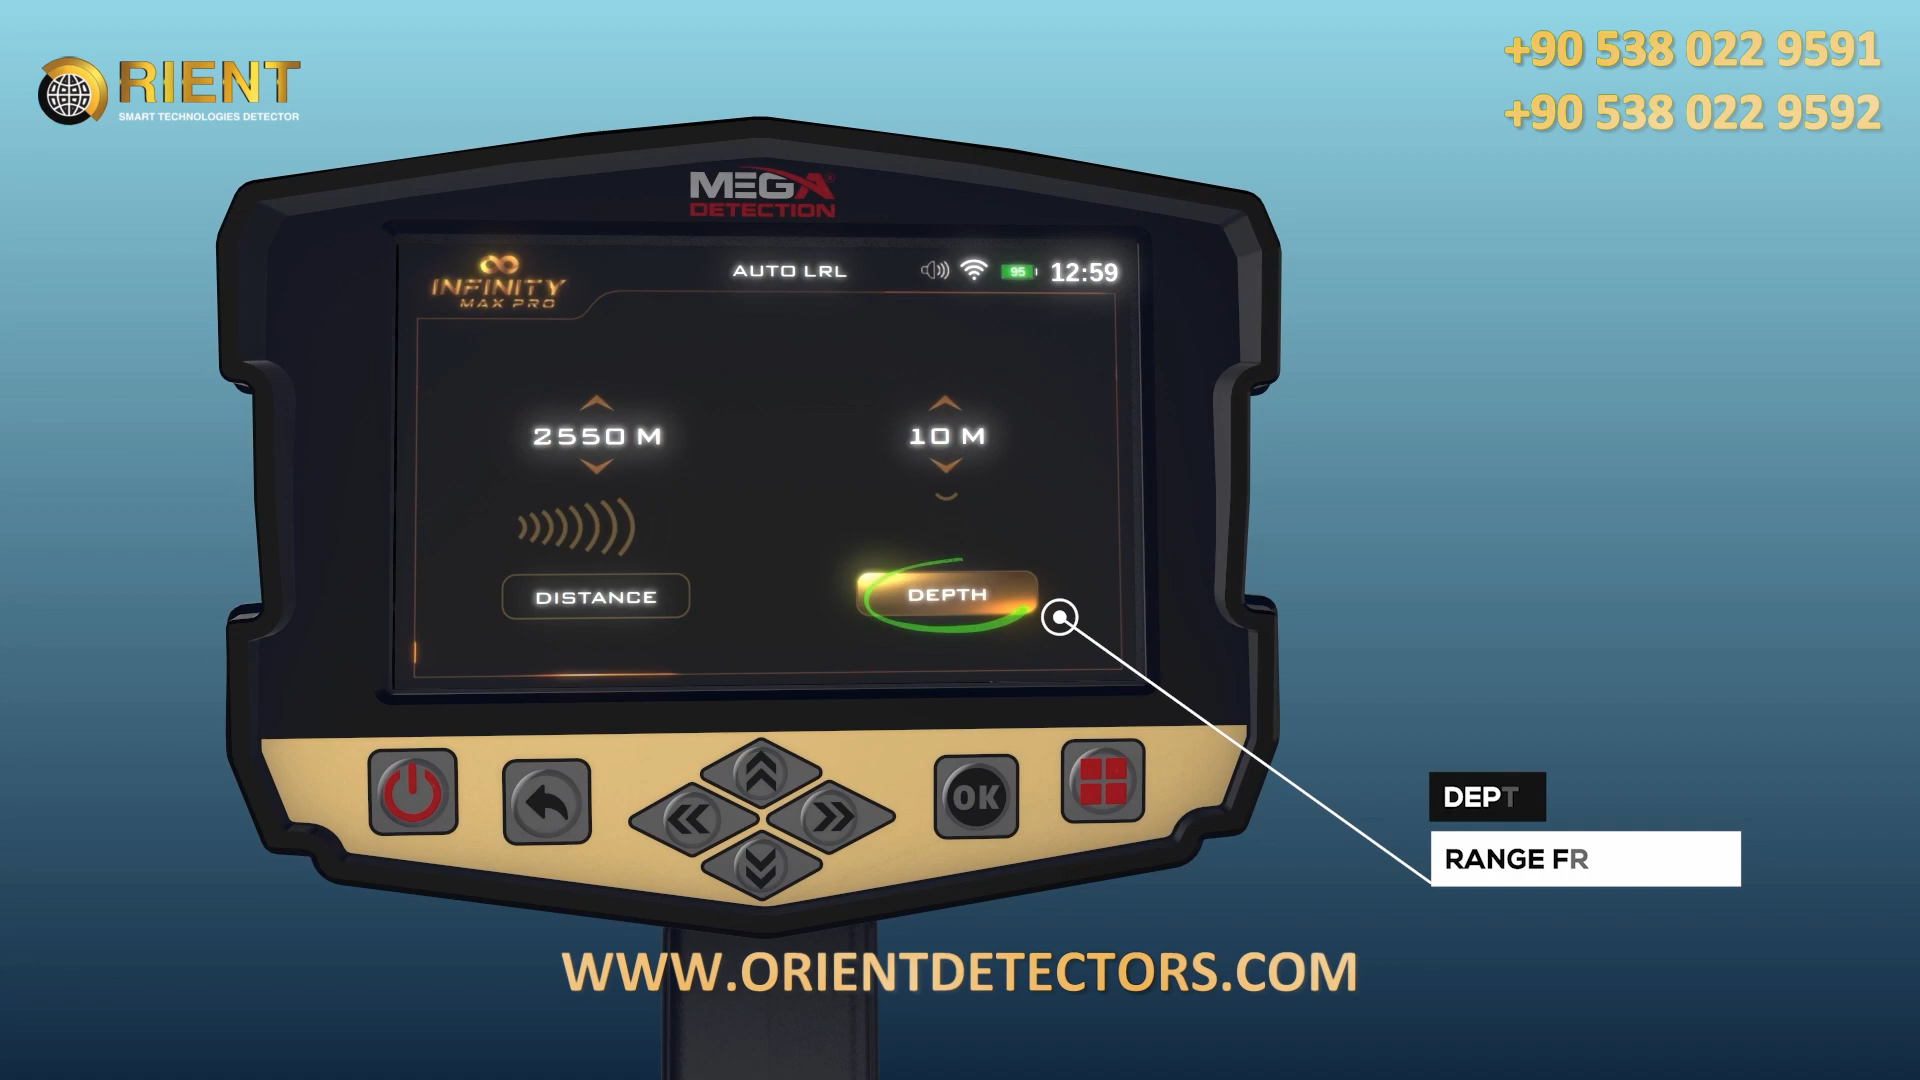 ORIENT
SMART TECHNOLOGIES DETECTOR
+90 538 022 9591
+90 538 022 9592
MEGA
DETECTION
INFINITY
MAX PRO
AUTO LRL
95
12:59
2550 M
10 M
DISTANCE
DEPTH
OK
DEPT
RANGE FR
WWW.ORIENTDETECTORS.COM